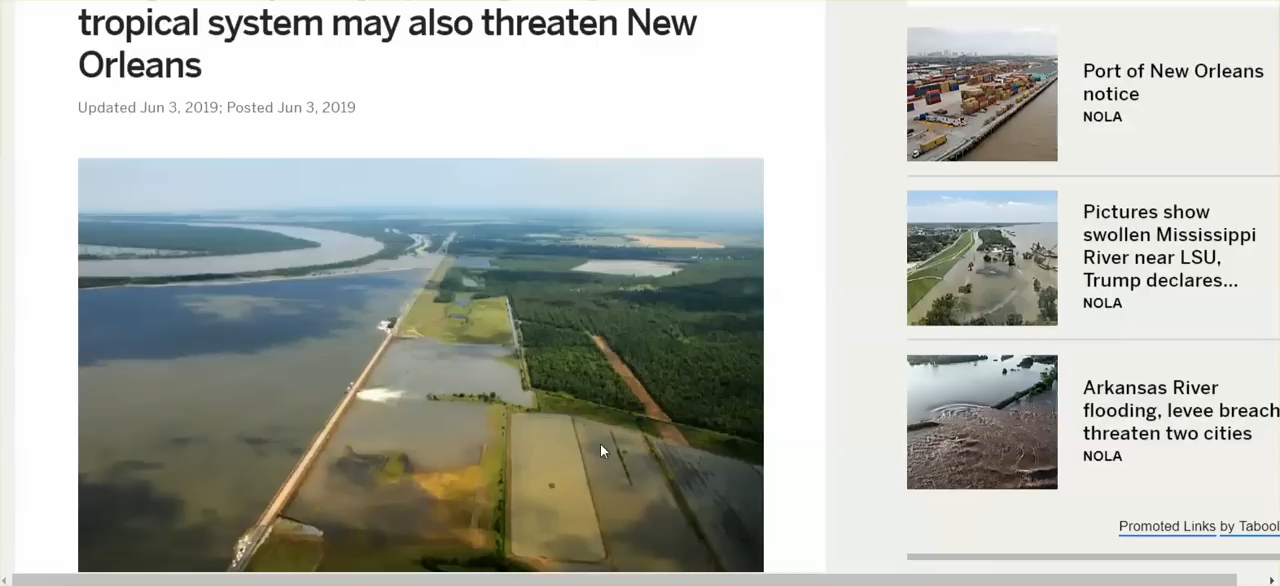 tropical system may also threaten New
Orleans
Updated Jun 3, 2019; Posted Jun 3, 2019
Port of New Orleans
notice
NOLA
Pictures show
swollen Mississippi
River near LSU,
Trump declares...
NOLA
Arkansas River
flooding, levee breach
threaten two cities
NOLA
Promoted Links by Tabool